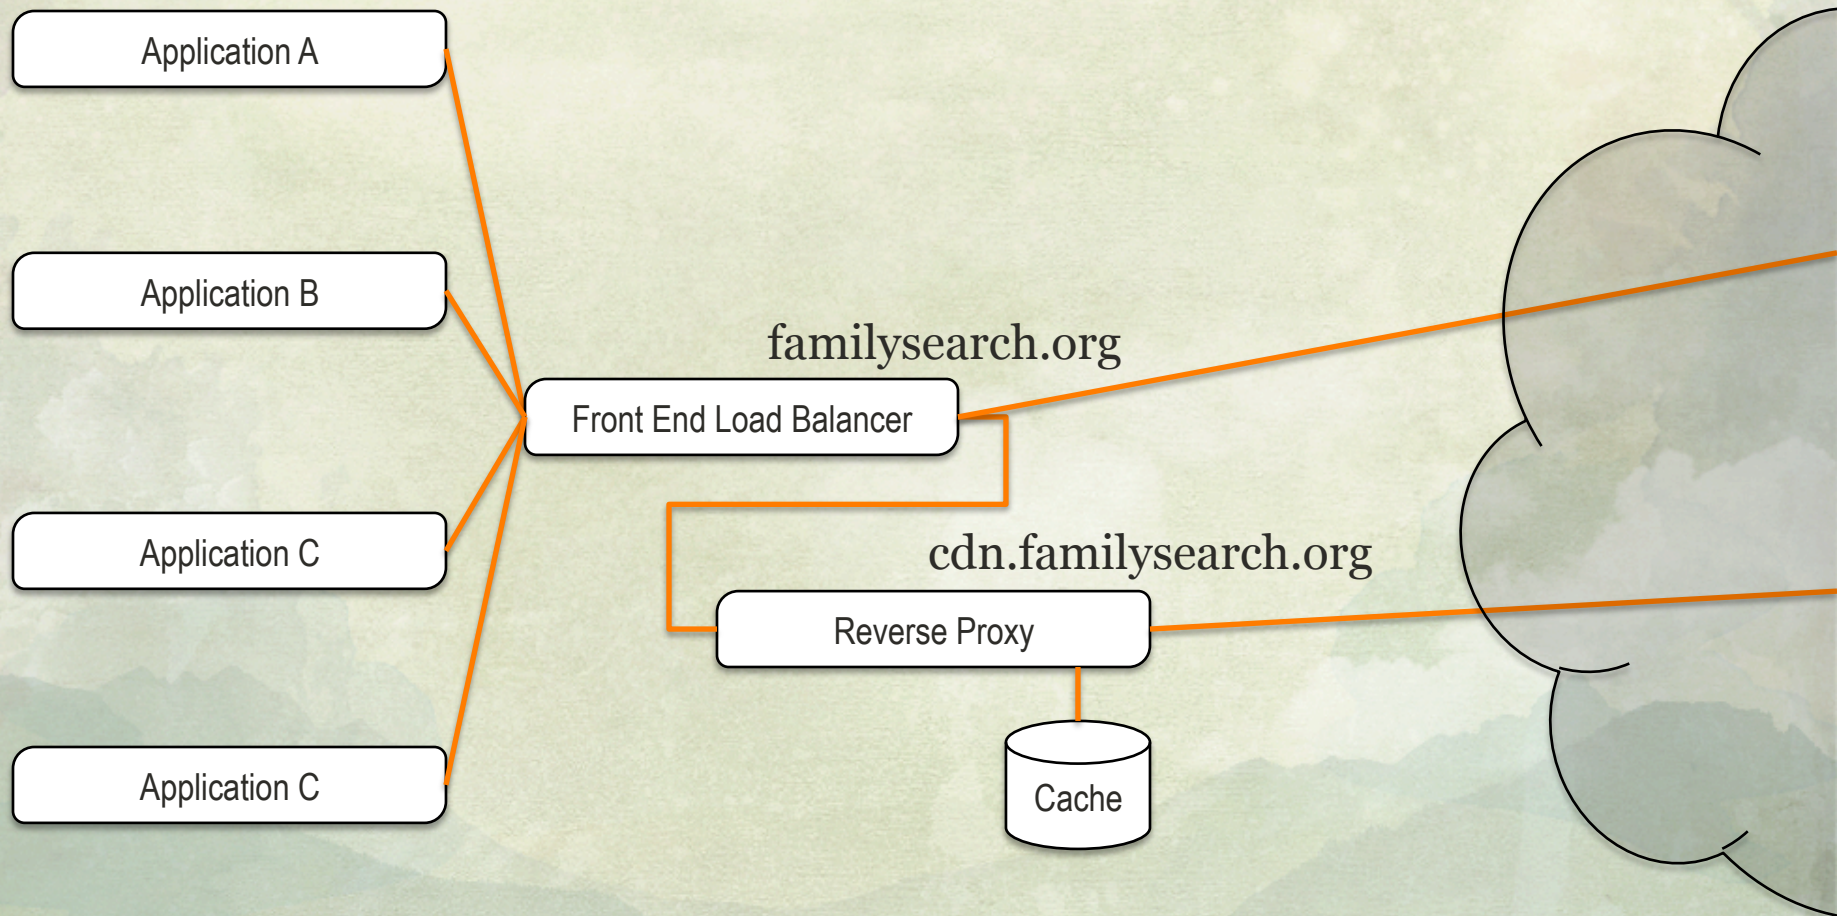 Application A
Application B
familysearch.org
Front End Load Balancer
Application C
cdn.familysearch.org
Reverse Proxy
Application C
Cache